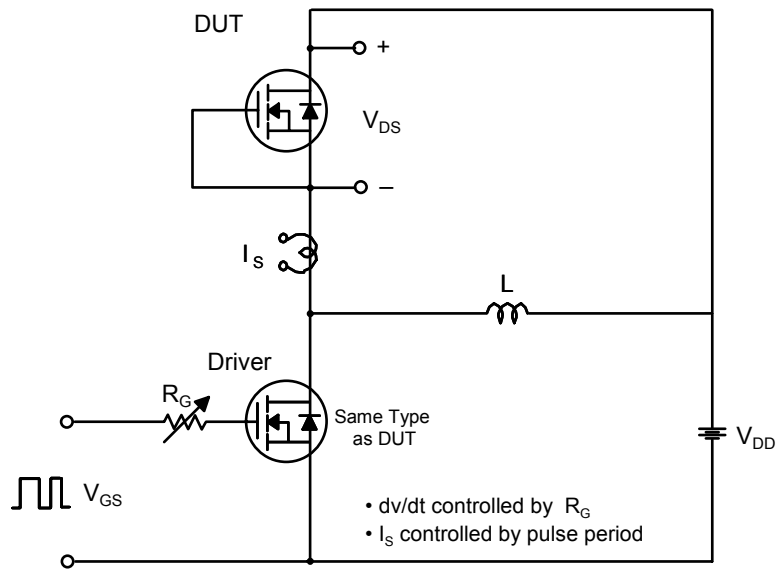 DUT
+
V_DS
–
I_S
L
Driver
R_G
Same Type
as DUT
V_DD
V_GS
• dv/dt controlled by R_G
• I_S controlled by pulse period